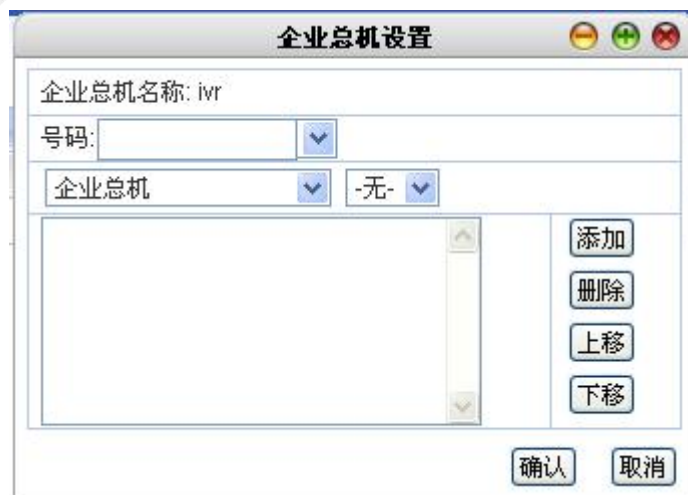 企业总机设置
企业总机名称: ivr
号码:
企业总机 -无-
添加
删除
上移
下移
确认 取消